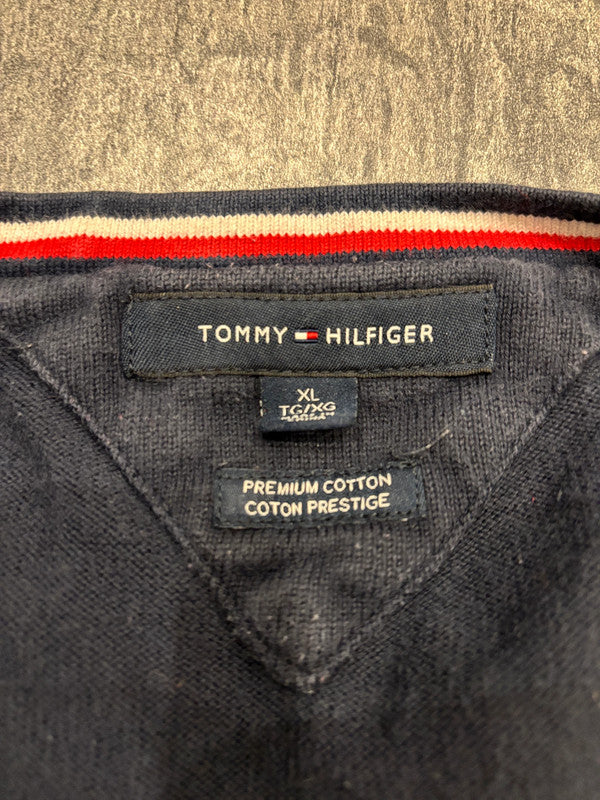 TOMMY HILFIGER
XL
TG/XG
PREMIUM COTTON
COTON PRESTIGE